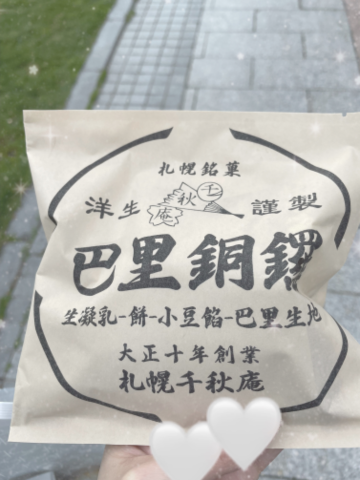 札幌銘菓
千秋庵
洋生 謹製
巴里銅鑼
生凝乳-餅-小豆餡-巴里生地
大正十年創業
札幌千秋庵